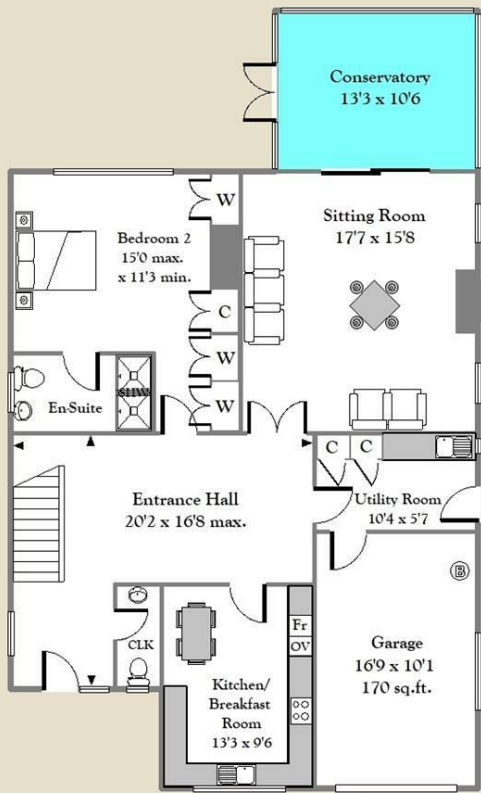 Conservatory
13'3 x 10'6
W
Sitting Room
17'7 x 15'8
Bedroom 2
15'0 max.
x 11'3 min.
C
W
SHW
En-Suite
W
C C
Entrance Hall
20'2 x 16'8 max.
Utility Room
10'4 x 5'7
B
Fr
OV
CLK
Garage
16'9 x 10'1
170 sq.ft.
Kitchen/
Breakfast
Room
13'3 x 9'6